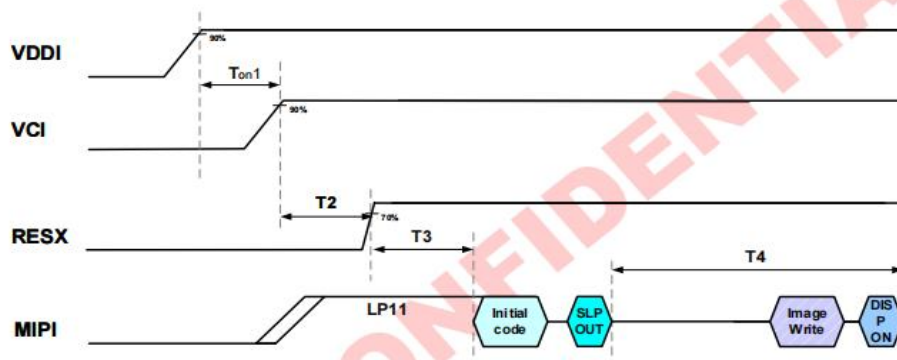 VDDI
90%
Ton1
VCI
90%
T2
RESX
70%
T3
T4
LP11
MIPI
Initial
code
SLP
OUT
Image
Write
DIS
P
ON
CONFIDENTIA